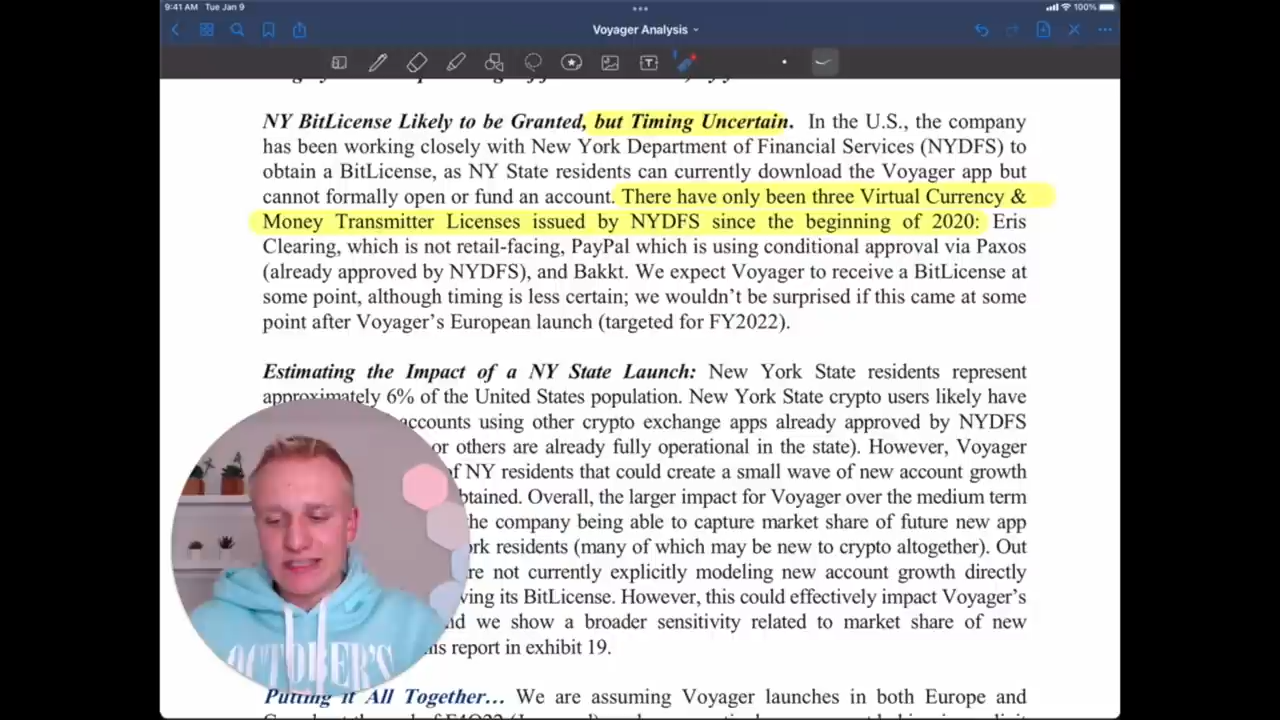 9:41 AM Tue Jan 9
100%
Voyager Analysis
NY BitLicense Likely to be Granted, but Timing Uncertain. In the U.S., the company
has been working closely with New York Department of Financial Services (NYDFS) to
obtain a BitLicense, as NY State residents can currently download the Voyager app but
cannot formally open or fund an account. There have only been three Virtual Currency &
Money Transmitter Licenses issued by NYDFS since the beginning of 2020: Eris
Clearing, which is not retail-facing, PayPal which is using conditional approval via Paxos
(already approved by NYDFS), and Bakkt. We expect Voyager to receive a BitLicense at
some point, although timing is less certain; we wouldn't be surprised if this came at some
point after Voyager's European launch (targeted for FY2022).
Estimating the Impact of a NY State Launch: New York State residents represent
approximately 6% of the United States population. New York State crypto users likely have
accounts using other crypto exchange apps already approved by NYDFS
or others are already fully operational in the state). However, Voyager
of NY residents that could create a small wave of new account growth
obtained. Overall, the larger impact for Voyager over the medium term
the company being able to capture market share of future new app
residents (many of which may be new to crypto altogether). Out
not currently explicitly modeling new account growth directly
its BitLicense. However, this could effectively impact Voyager's
we show a broader sensitivity related to market share of new
report in exhibit 19.
OCTOBER'S
Putting it All Together... We are assuming Voyager launches in both Europe and